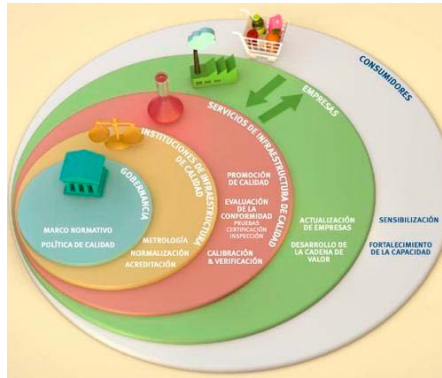 CONSUMIDORES
EMPRESAS
SERVICIOS DE INFRAESTRUCTURA DE CALIDAD
INSTITUCIONES DE INFRAESTRUCTURA
DE CALIDAD
GOBERNANCIA
MARCO NORMATIVO
POLÍTICA DE CALIDAD
METROLOGÍA
NORMALIZACIÓN
ACREDITACIÓN
PROMOCIÓN
DE CALIDAD
EVALUACIÓN
DE LA
CONFORMIDAD
PRUEBAS
CERTIFICACIÓN
INSPECCIÓN
CALIBRACIÓN
& VERIFICACIÓN
ACTUALIZACIÓN
DE EMPRESAS
DESARROLLO DE
LA CADENA DE
VALOR
SENSIBILIZACIÓN
FORTALECIMIENTO
DE LA CAPACIDAD